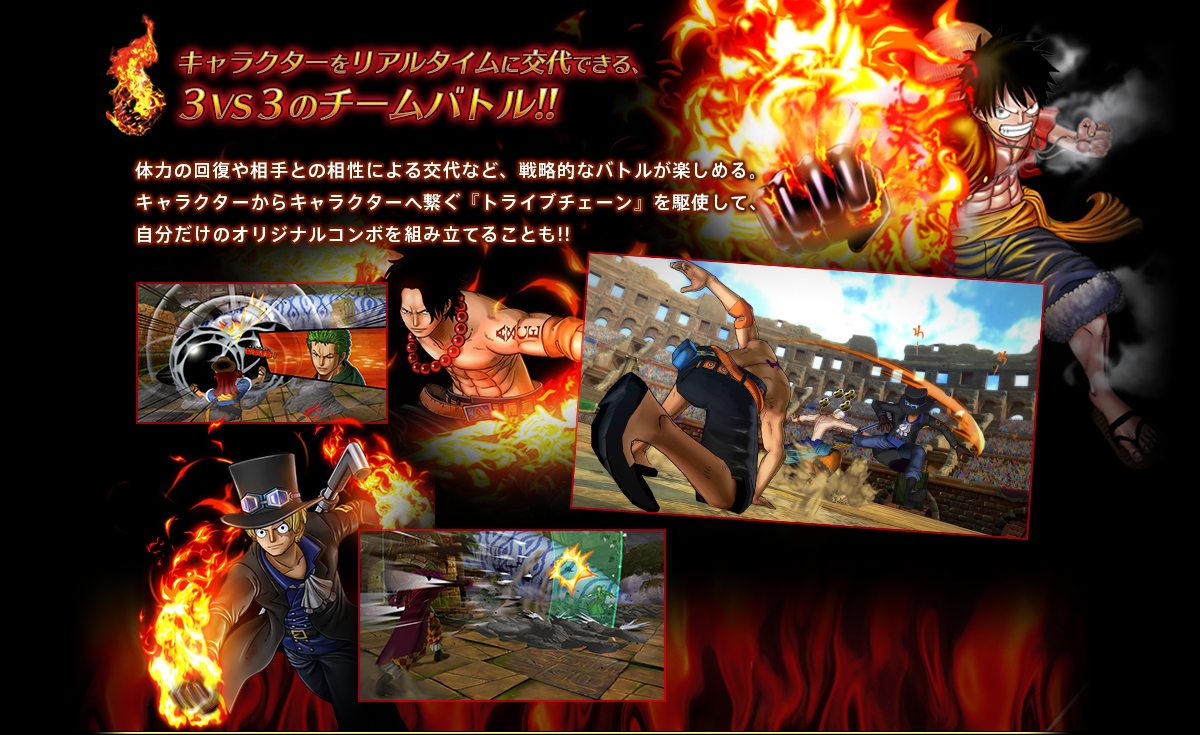 キャラクターをリアルタイムに交代できる、
3vs3のチームバトル!!
体力の回復や相手との相性による交代など、戦略的なバトルが楽しめる。
キャラクターからキャラクターへ繋ぐ『トライブチェーン』を駆使して、
自分だけのオリジナルコンボを組み立てることも!!
ASCE